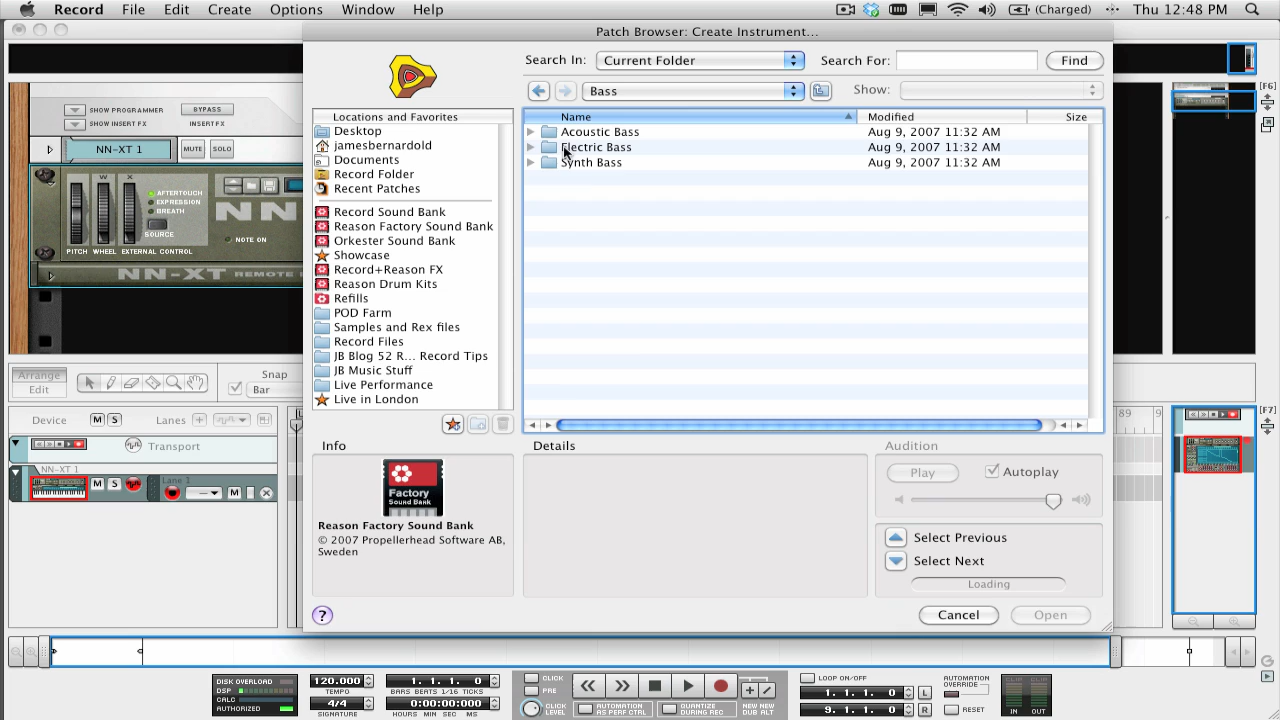 Record File Edit Create Options Window Help (Charged) Thu 12:48 PM
Patch Browser: Create Instrument...
Search In: Current Folder Search For: Find
Bass Show:
Locations and Favorites
Desktop
jamesbernardold
Documents
Record Folder
Recent Patches
Record Sound Bank
Reason Factory Sound Bank
Orkester Sound Bank
Showcase
Record+Reason FX
Reason Drum Kits
Refills
POD Farm
Samples and Rex files
Record Files
JB Blog 52 R... Record Tips
JB Music Stuff
Live Performance
Live in London
Name Modified Size
Acoustic Bass Aug 9, 2007 11:32 AM
Electric Bass Aug 9, 2007 11:32 AM
Synth Bass Aug 9, 2007 11:32 AM
Info
Factory
Sound Bank
Reason Factory Sound Bank
© 2007 Propellerhead Software AB,
Sweden
Details
Audition
Play Autoplay
Select Previous
Select Next
Loading
? Cancel Open
SHOW PROGRAMMER
SHOW INSERT FX
BYPASS
INSERT FX
NN-XT 1 MUTE SOLO
W X
AFTERTOUCH
EXPRESSION
BREATH
SOURCE
PITCH WHEEL EXTERNAL CONTROL
NOTE ON
NN
NN-XT REMOTE
[F6]
[F7]
Arrange
Edit
Snap
Bar
Device M S Lanes
Transport
NN-XT 1
M S Lane 1 M
89 9
DISK OVERLOAD
DSP
CALC
AUTHORIZED
120.000
TEMPO
4/4
SIGNATURE
1. 1. 1. 0
BARS BEATS 1/16 TICKS
0:00:00:000
HOURS MIN SEC MS
CLICK
PRE
CLICK
LEVEL
AUTOMATION
AS PERF CTRL
QUANTIZE
DURING REC
NEW NEW
DUB ALT
LOOP ON/OFF
1. 1. 1. 0 L
9. 1. 1. 0 R
AUTOMATION
OVERRIDE
RESET
CLIP CLIP
IN OUT